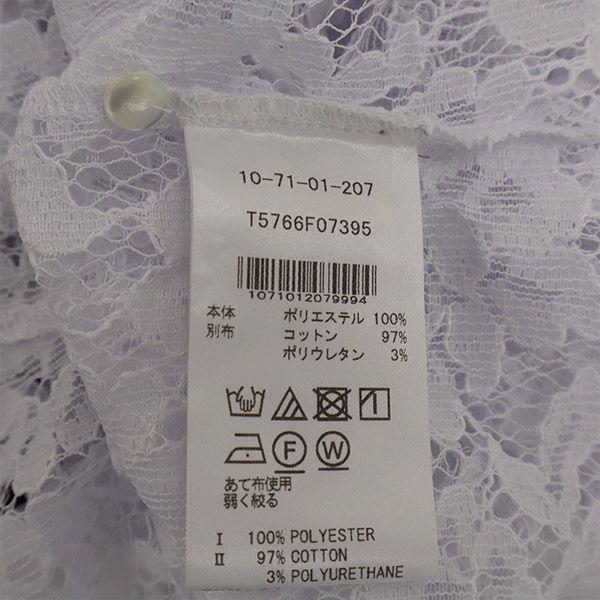 10-71-01-207
T5766F07395
1071012079994
本体 ポリエステル 100%
別布 コットン 97%
ポリウレタン 3%
1
F W
あて布使用
弱く絞る
I 100% POLYESTER
II 97% COTTON
3% POLYURETHANE